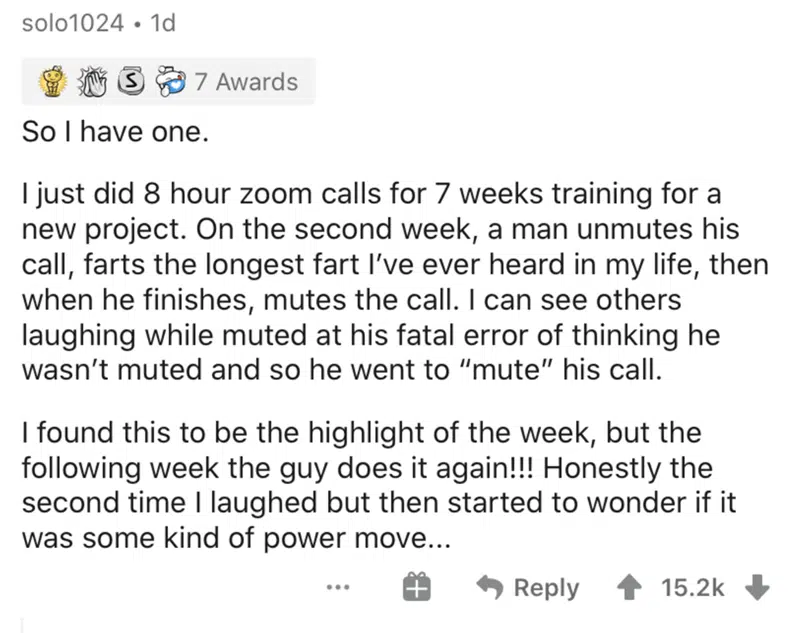 solo1024 • 1d
S 7 Awards
So I have one.
I just did 8 hour zoom calls for 7 weeks training for a
new project. On the second week, a man unmutes his
call, farts the longest fart I’ve ever heard in my life, then
when he finishes, mutes the call. I can see others
laughing while muted at his fatal error of thinking he
wasn’t muted and so he went to “mute” his call.
I found this to be the highlight of the week, but the
following week the guy does it again!!! Honestly the
second time I laughed but then started to wonder if it
was some kind of power move...
Reply 15.2k